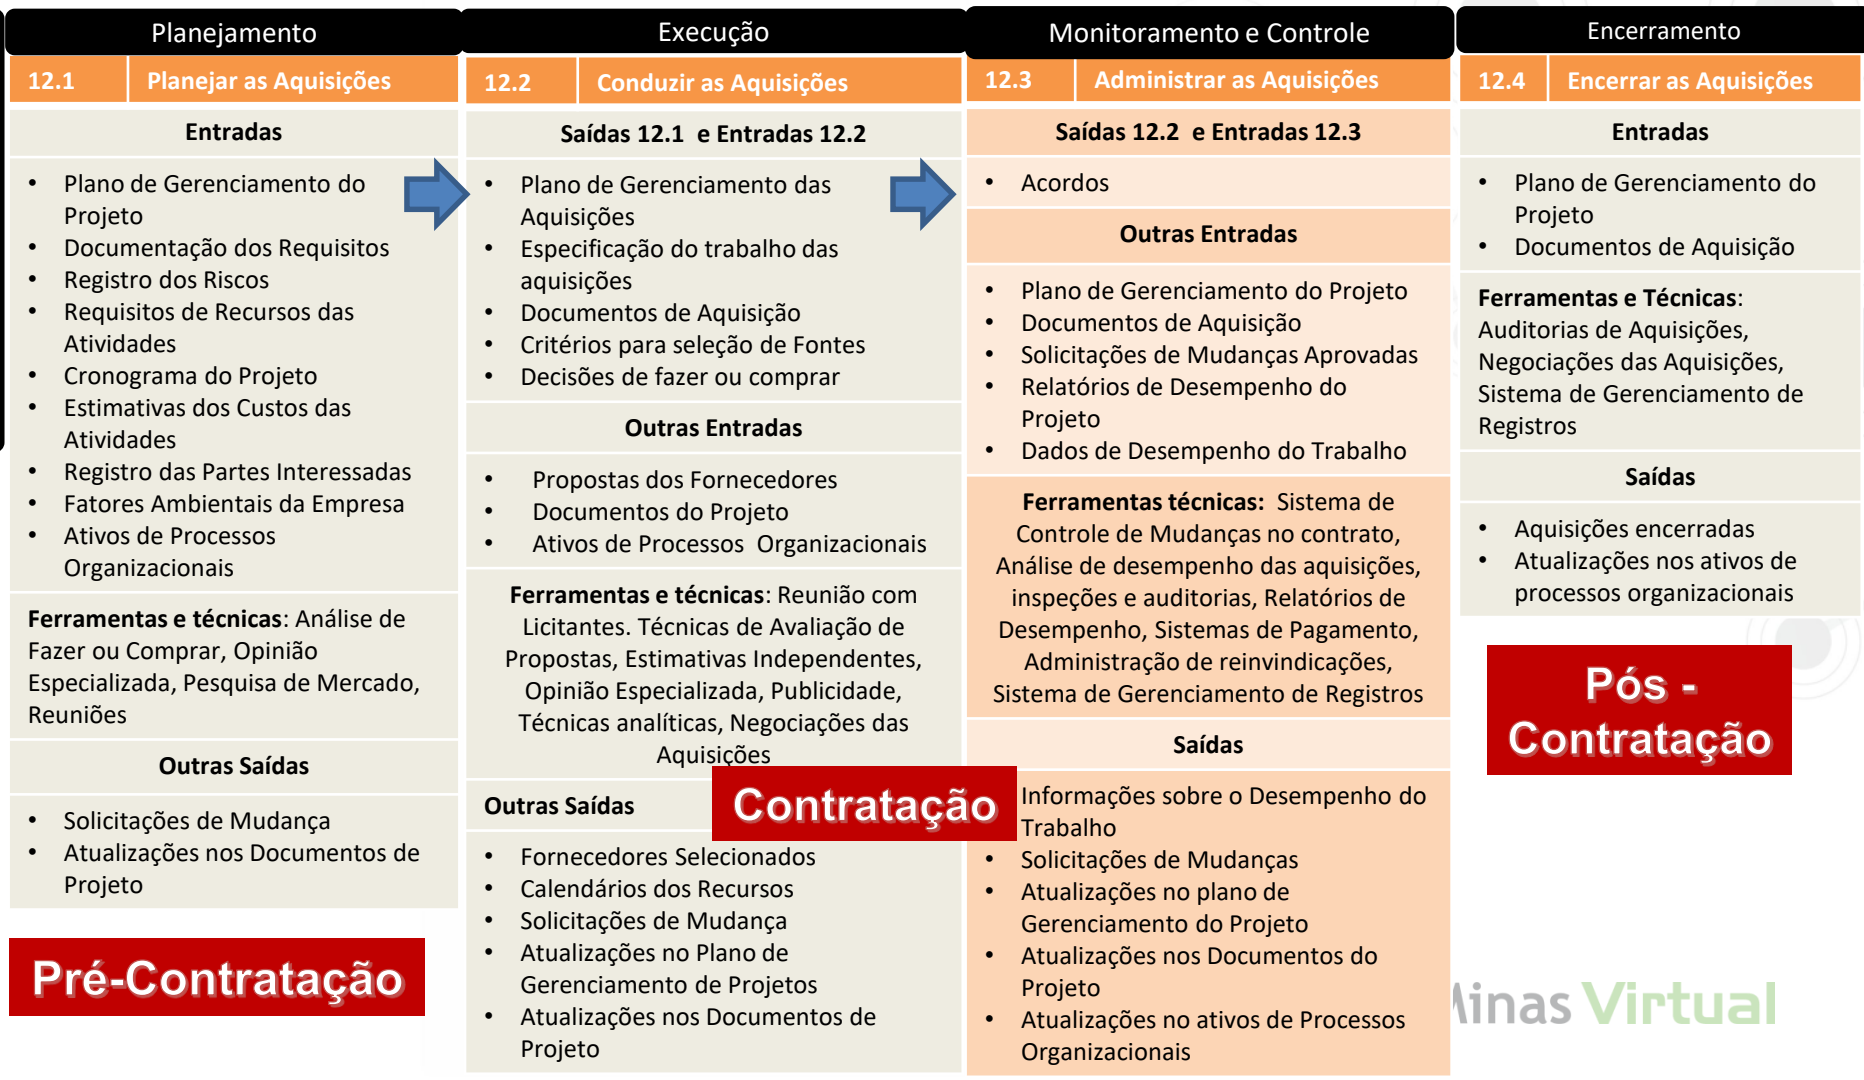 Planejamento
12.1 Planejar as Aquisições
Entradas
• Plano de Gerenciamento do
Projeto
• Documentação dos Requisitos
• Registro dos Riscos
• Requisitos de Recursos das
Atividades
• Cronograma do Projeto
• Estimativas dos Custos das
Atividades
• Registro das Partes Interessadas
• Fatores Ambientais da Empresa
• Ativos de Processos
Organizacionais
Ferramentas e técnicas: Análise de
Fazer ou Comprar, Opinião
Especializada, Pesquisa de Mercado,
Reuniões
Outras Saídas
• Solicitações de Mudança
• Atualizações nos Documentos de
Projeto
Pré-Contratação
Execução
12.2 Conduzir as Aquisições
Saídas 12.1 e Entradas 12.2
• Plano de Gerenciamento das
Aquisições
• Especificação do trabalho das
aquisições
• Documentos de Aquisição
• Critérios para seleção de Fontes
• Decisões de fazer ou comprar
Outras Entradas
• Propostas dos Fornecedores
• Documentos do Projeto
• Ativos de Processos Organizacionais
Ferramentas e técnicas: Reunião com
Licitantes. Técnicas de Avaliação de
Propostas, Estimativas Independentes,
Opinião Especializada, Publicidade,
Técnicas analíticas, Negociações das
Aquisições
Outras Saídas
• Fornecedores Selecionados
• Calendários dos Recursos
• Solicitações de Mudança
• Atualizações no Plano de
Gerenciamento de Projetos
• Atualizações nos Documentos de
Projeto
Contratação
Monitoramento e Controle
12.3 Administrar as Aquisições
Saídas 12.2 e Entradas 12.3
• Acordos
Outras Entradas
• Plano de Gerenciamento do Projeto
• Documentos de Aquisição
• Solicitações de Mudanças Aprovadas
• Relatórios de Desempenho do
Projeto
• Dados de Desempenho do Trabalho
Ferramentas técnicas: Sistema de
Controle de Mudanças no contrato,
Análise de desempenho das aquisições,
inspeções e auditorias, Relatórios de
Desempenho, Sistemas de Pagamento,
Administração de reinvindicações,
Sistema de Gerenciamento de Registros
Saídas
Informações sobre o Desempenho do
Trabalho
• Solicitações de Mudanças
• Atualizações no plano de
Gerenciamento do Projeto
• Atualizações nos Documentos do
Projeto
• Atualizações no ativos de Processos
Organizacionais
Encerramento
12.4 Encerrar as Aquisições
Entradas
• Plano de Gerenciamento do
Projeto
• Documentos de Aquisição
Ferramentas e Técnicas:
Auditorias de Aquisições,
Negociações das Aquisições,
Sistema de Gerenciamento de
Registros
Saídas
• Aquisições encerradas
• Atualizações nos ativos de
processos organizacionais
Pós -
Contratação
Minas Virtual